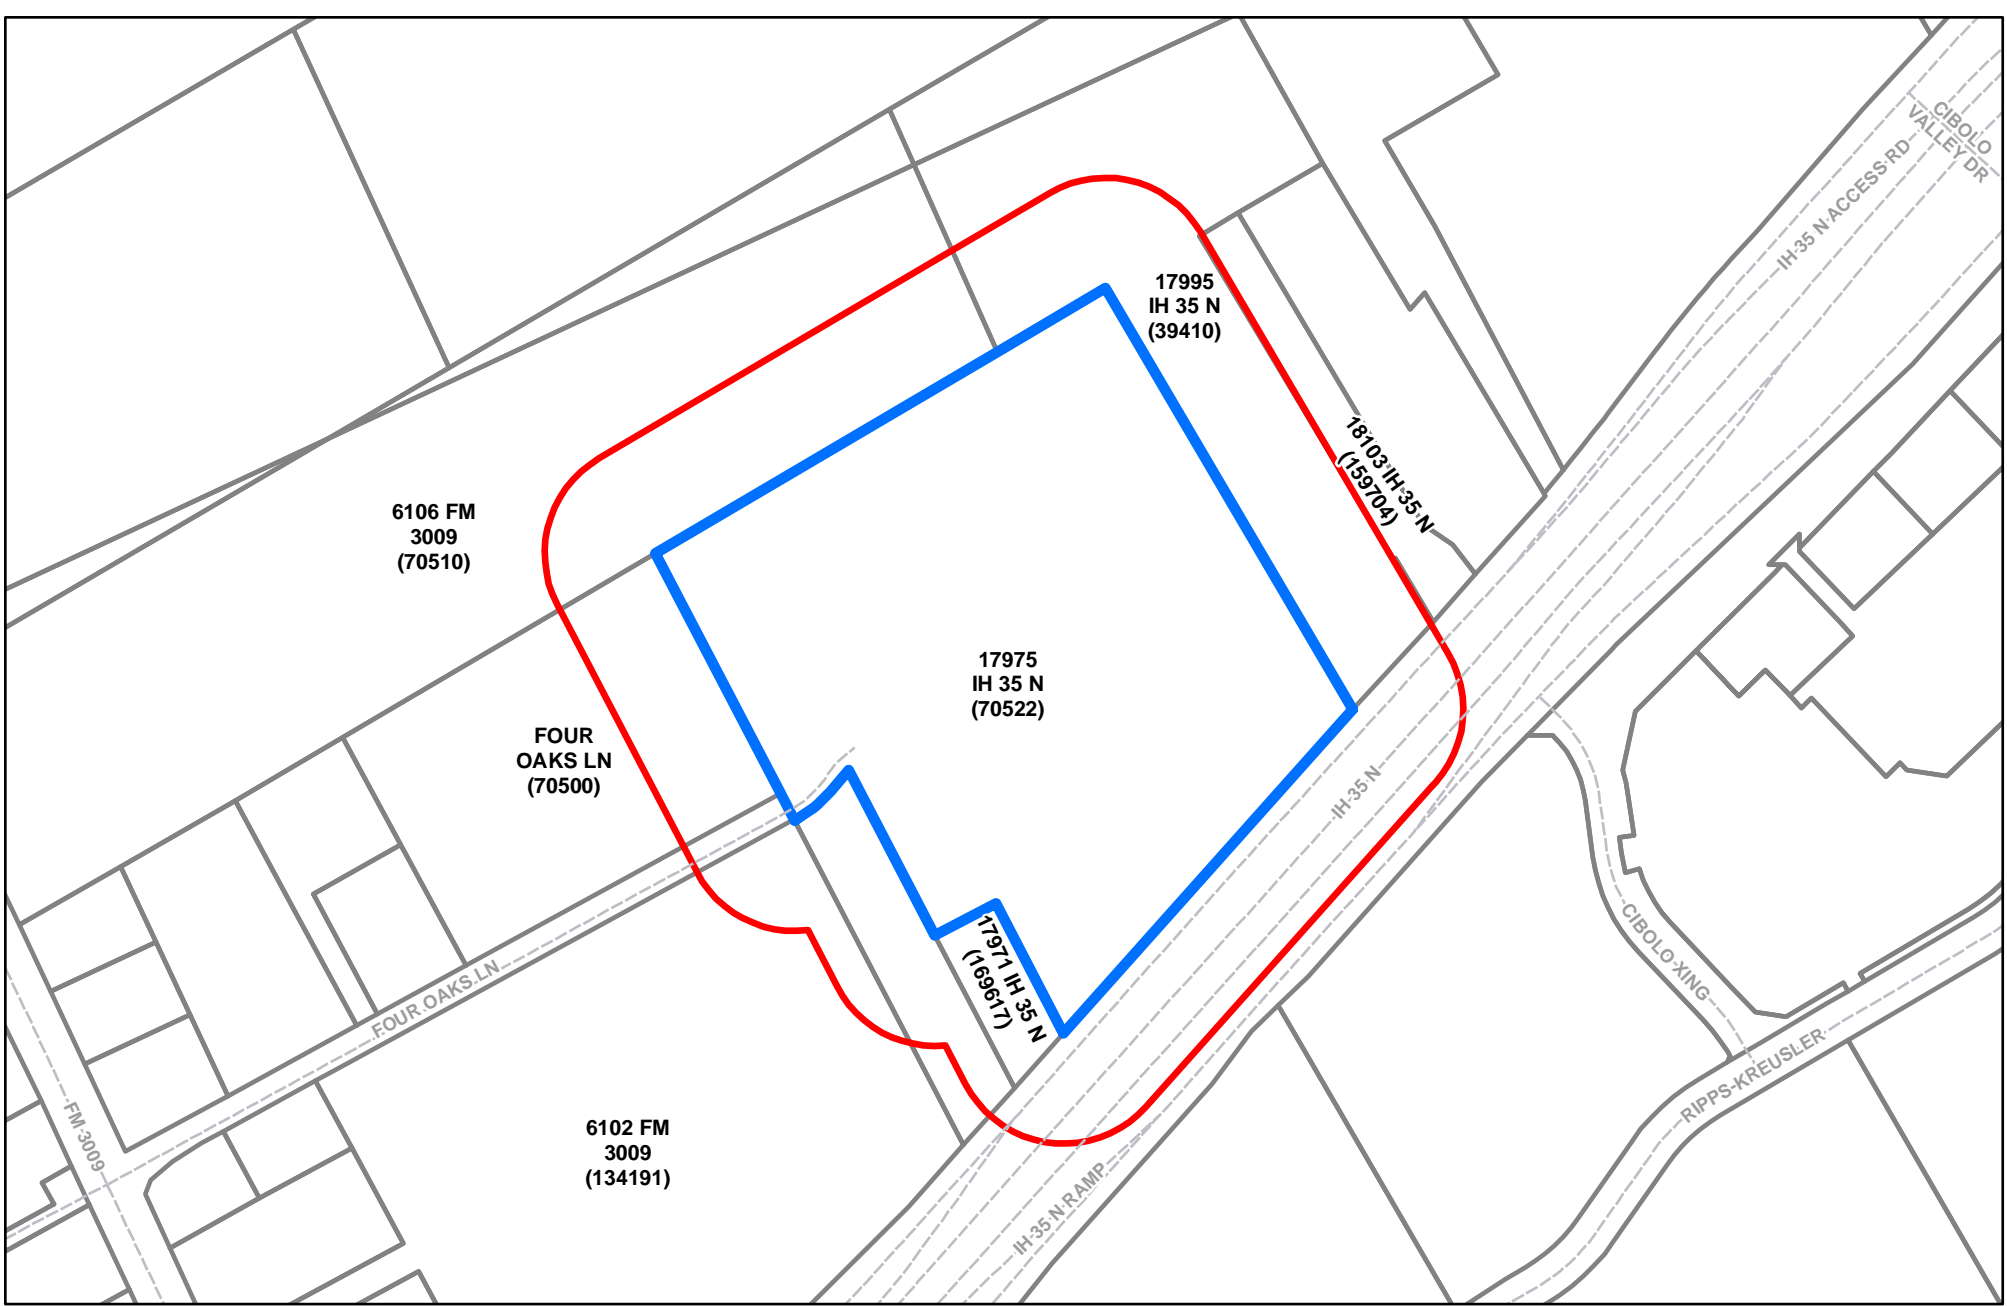 CIBOLO
VALLEY DR
IH 35 N ACCESS RD
17995
IH 35 N
(39410)
18103 IH 35 N
(159704)
6106 FM
3009
(70510)
17975
IH 35 N
(70522)
FOUR
OAKS LN
(70500)
IH 35 N
17971 IH 35 N
(169617)
FOUR OAKS LN
CIBOLO XING
RIPPS-KREUSLER
FM 3009
6102 FM
3009
(134191)
IH 35 N RAMP